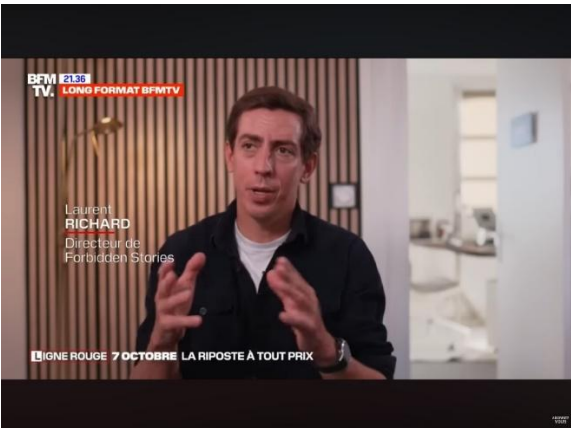 BFM
TV.
21.36
LONG FORMAT BFMTV
Laurent
RICHARD
Directeur de
Forbidden Stories
LIGNE ROUGE 7 OCTOBRE LA RIPOSTE À TOUT PRIX